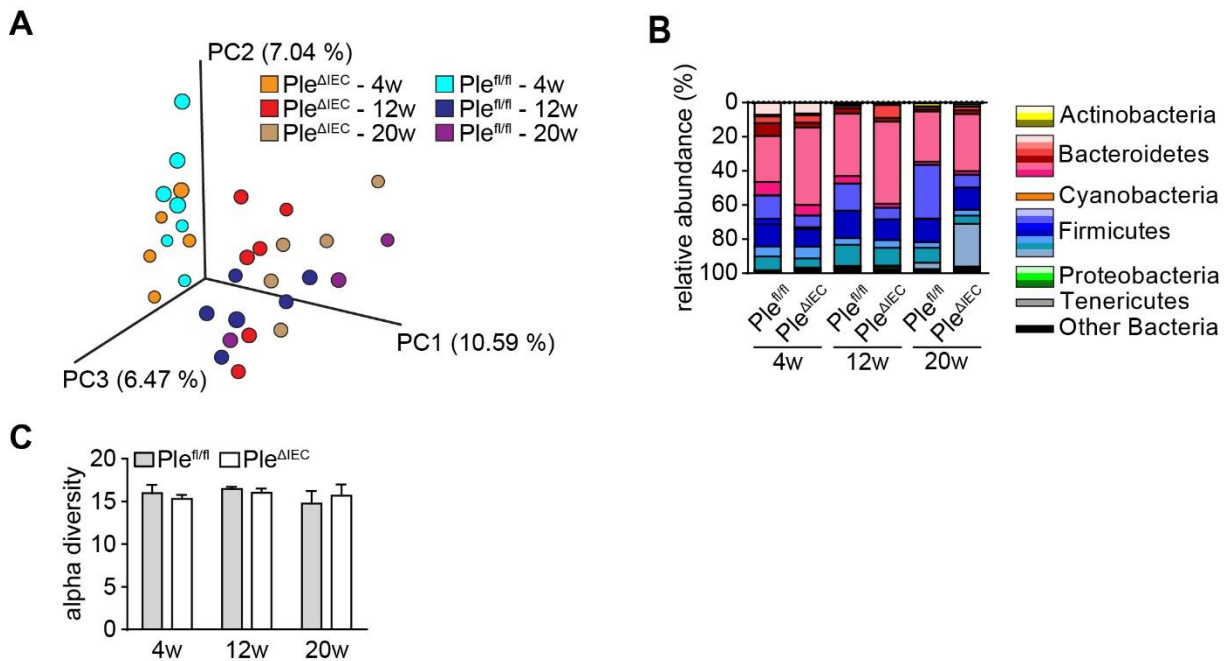 A
PC2 (7.04 %)
Ple^ΔIEC - 4w
Ple^fl/fl - 4w
Ple^ΔIEC - 12w
Ple^fl/fl - 12w
Ple^ΔIEC - 20w
Ple^fl/fl - 20w
PC1 (10.59 %)
PC3 (6.47 %)
B
relative abundance (%)
0
20
40
60
80
100
Ple^fl/fl
Ple^ΔIEC
Ple^fl/fl
Ple^ΔIEC
Ple^fl/fl
Ple^ΔIEC
4w
12w
20w
Actinobacteria
Bacteroidetes
Cyanobacteria
Firmicutes
Proteobacteria
Tenericutes
Other Bacteria
C
alpha diversity
20
15
10
5
0
Ple^fl/fl
Ple^ΔIEC
4w
12w
20w